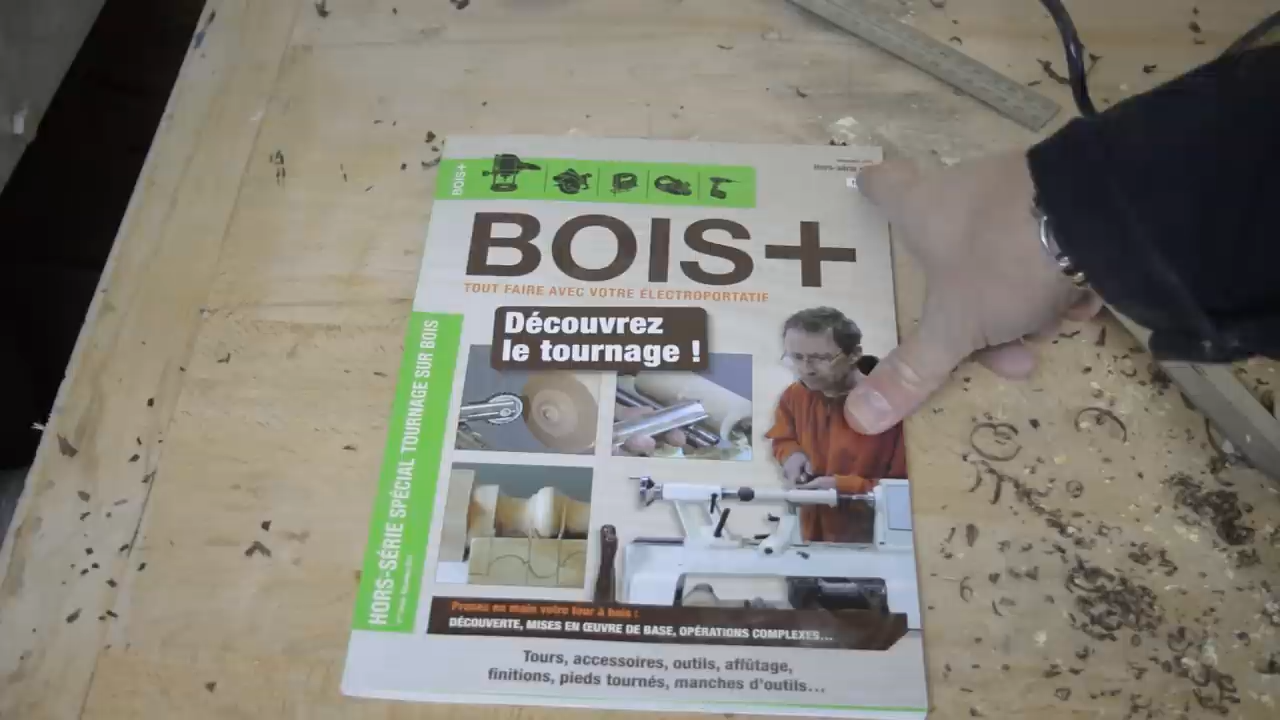 BOIS+
Hors-série
BOIS+
TOUT FAIRE AVEC VOTRE ÉLECTROPORTATIF
Découvrez
le tournage !
HORS-SÉRIE SPÉCIAL TOURNAGE SUR BOIS
Prenez en main votre tour à bois :
DÉCOUVERTE, MISES EN ŒUVRE DE BASE, OPÉRATIONS COMPLEXES...
Tours, accessoires, outils, affûtage,
finitions, pieds tournés, manches d'outils...